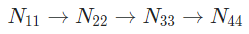 N₁₁ → N₂₂ → N₃₃ → N₄₄